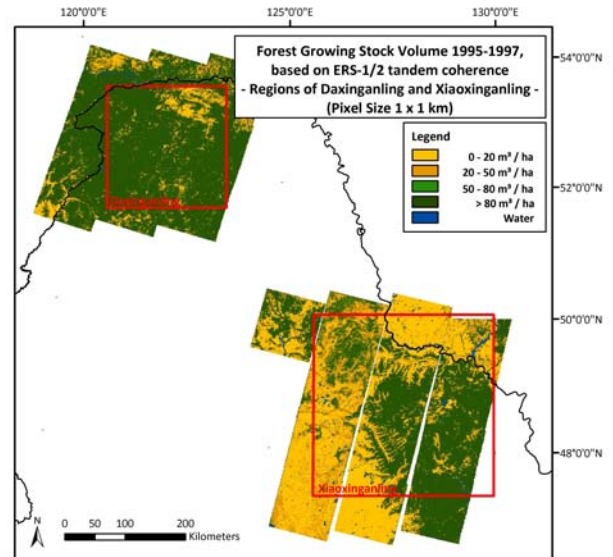 120°0'0"E
125°0'0"E
130°0'0"E
Forest Growing Stock Volume 1995-1997,
based on ERS-1/2 tandem coherence
- Regions of Daxinganling and Xiaoxinganling -
(Pixel Size 1 x 1 km)
54°0'0"N
Legend
0 - 20 m³ / ha
20 - 50 m³ / ha
50 - 80 m³ / ha
> 80 m³ / ha
Water
52°0'0"N
Daxinganling
50°0'0"N
48°0'0"N
Xiaoxinganling
N
0 50 100 200
Kilometers